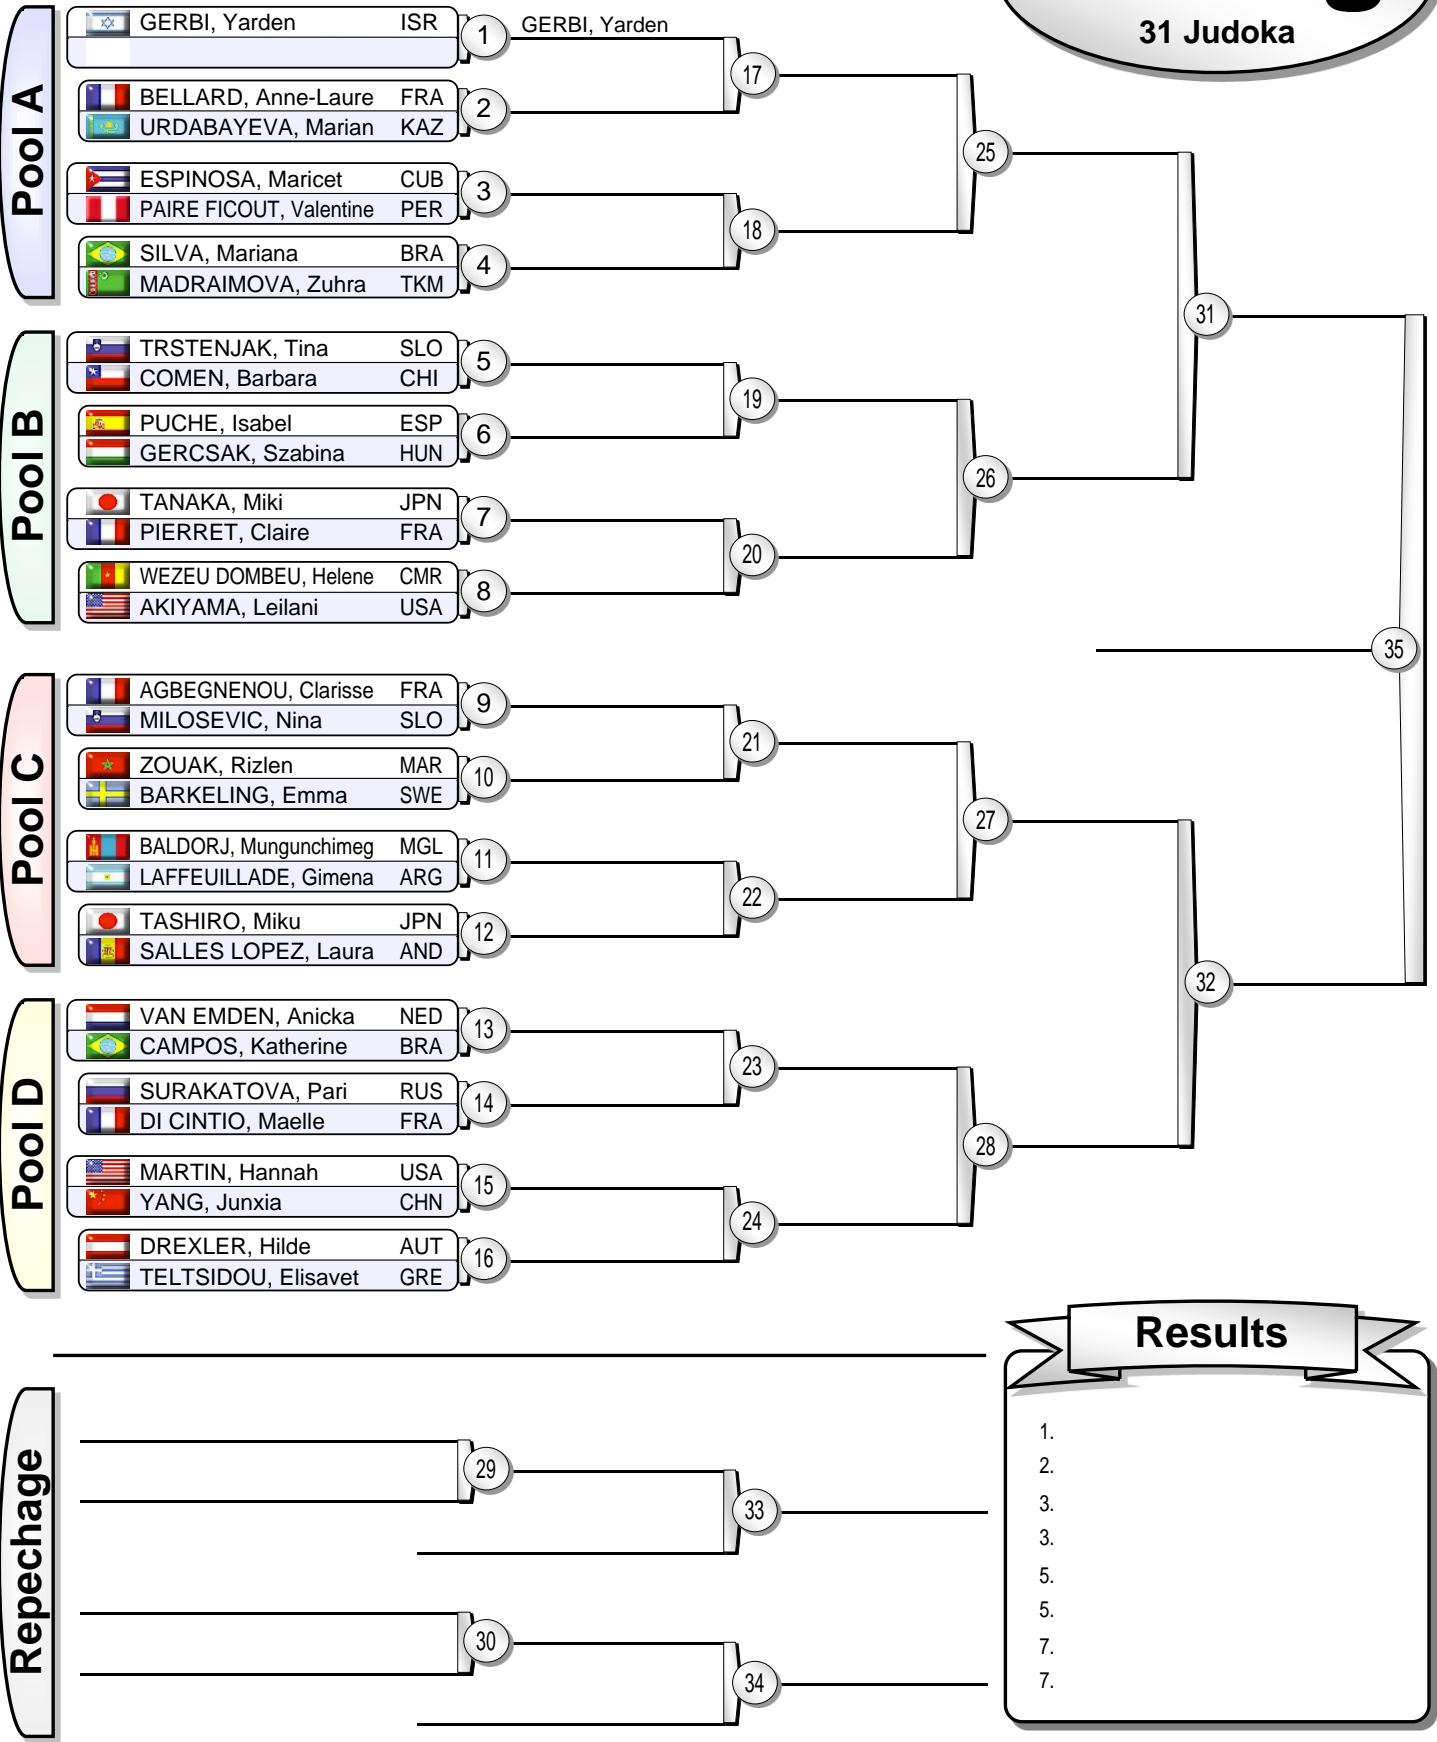 31 Judoka
Pool A
GERBI, Yarden ISR 1 GERBI, Yarden
17
BELLARD, Anne-Laure FRA 2
URDABAYEVA, Marian KAZ
25
ESPINOSA, Maricet CUB 3
PAIRE FICOUT, Valentine PER
18
SILVA, Mariana BRA 4
MADRAIMOVA, Zuhra TKM
31
Pool B
TRSTENJAK, Tina SLO 5
COMEN, Barbara CHI
19
PUCHE, Isabel ESP 6
GERCSAK, Szabina HUN
26
TANAKA, Miki JPN 7
PIERRET, Claire FRA
20
WEZEU DOMBEU, Helene CMR 8
AKIYAMA, Leilani USA
35
Pool C
AGBEGNENOU, Clarisse FRA 9
MILOSEVIC, Nina SLO
21
ZOUAK, Rizlen MAR 10
BARKELING, Emma SWE
27
BALDORJ, Mungunchimeg MGL 11
LAFFEUILLADE, Gimena ARG
22
TASHIRO, Miku JPN 12
SALLES LOPEZ, Laura AND
32
Pool D
VAN EMDEN, Anicka NED 13
CAMPOS, Katherine BRA
23
SURAKATOVA, Pari RUS 14
DI CINTIO, Maelle FRA
28
MARTIN, Hannah USA 15
YANG, Junxia CHN
24
DREXLER, Hilde AUT 16
TELTSIDOU, Elisavet GRE
Repechage
29
33
30
34
Results
1.
2.
3.
3.
5.
5.
7.
7.